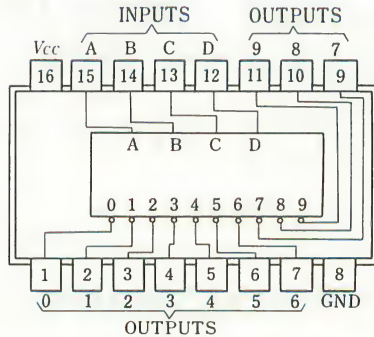 INPUTS OUTPUTS
Vcc A B C D 9 8 7
16 15 14 13 12 11 10 9
A B C D
0 1 2 3 4 5 6 7 8 9
1 2 3 4 5 6 7 8
0 1 2 3 4 5 6 GND
OUTPUTS